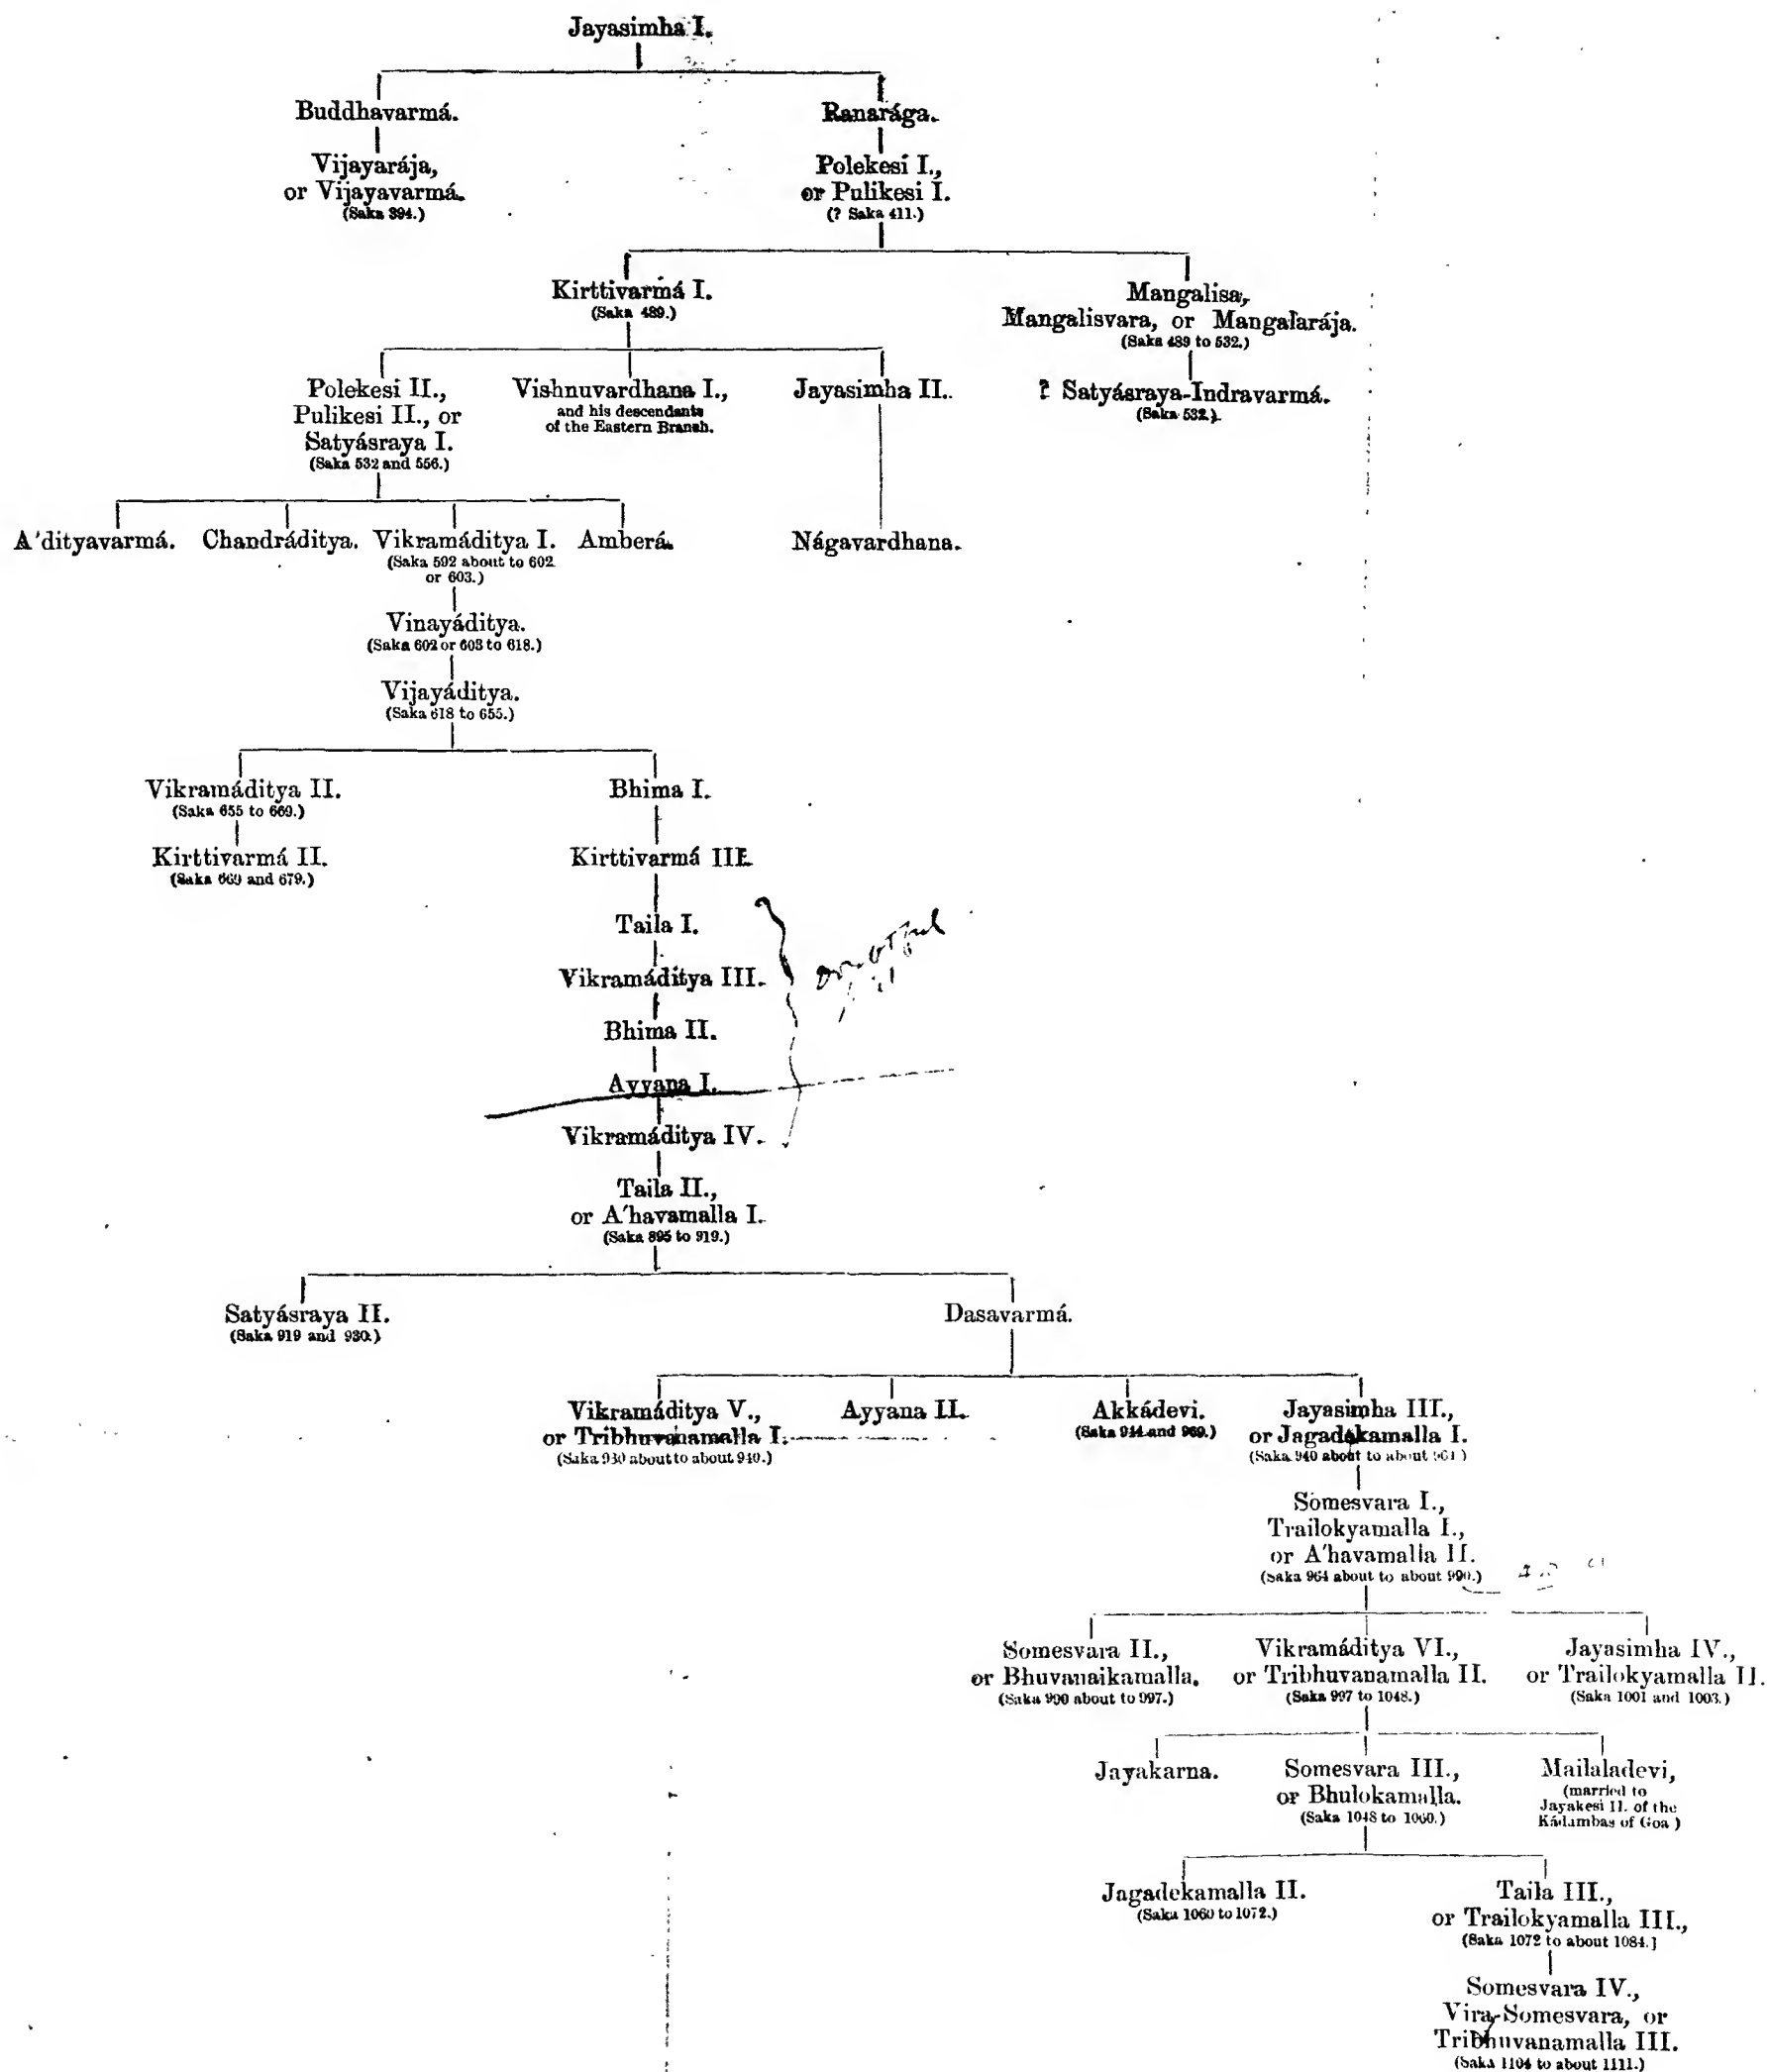 Jayasimha I.
Buddhavarmá.
Ranarága.
Vijayarája,
or Vijayavarmá.
(Saka 394.)
Polekesi I.,
or Pulikesi I.
(? Saka 411.)
Kirttivarmá I.
(Saka 489.)
Mangalisa,
Mangalisvara, or Mangalarája.
(Saka 489 to 532.)
Polekesi II.,
Pulikesi II., or
Satyásraya I.
(Saka 532 and 556.)
Vishnuvardhana I.,
and his descendants
of the Eastern Branch.
Jayasimha II.
? Satyásraya-Indravarmá.
(Saka 532.)
A'dityavarmá.
Chandráditya.
Vikramáditya I.
(Saka 592 about to 602
or 603.)
Amberá.
Nágavardhana.
Vinayáditya.
(Saka 602 or 603 to 618.)
Vijayáditya.
(Saka 618 to 655.)
Vikramáditya II.
(Saka 655 to 669.)
Bhima I.
Kirttivarmá II.
(Saka 669 and 679.)
Kirttivarmá III.
Taila I.
Vikramáditya III.
Bhima II.
Ayyana I.
Vikramáditya IV.
Taila II.,
or A'havamalla I.
(Saka 895 to 919.)
Satyásraya II.
(Saka 919 and 930.)
Dasavarmá.
Vikramáditya V.,
or Tribhuvanamalla I.
(Saka 930 about to about 940.)
Ayyana II.
Akkádevi.
(Saka 944 and 969.)
Jayasimha III.,
or Jagadekamalla I.
(Saka 940 about to about
Somesvara I.,
Trailokyamalla I.,
or A'havamalla II.
(Saka 964 about to about 990.)
Somesvara II.,
or Bhuvanaikamalla.
(Saka 990 about to 997.)
Vikramáditya VI.,
or Tribhuvanamalla II.
(Saka 997 to 1048.)
Jayasimha IV.,
or Trailokyamalla II.
(Saka 1001 and 1003.)
Jayakarna.
Somesvara III.,
or Bhulokamalla.
(Saka 1048 to 1060.)
Mailaladevi,
(married to
Jayakesi II. of the
Kádambas of Goa )
Jagadekamalla II.
(Saka 1060 to 1072.)
Taila III.,
or Trailokyamalla III.,
(Saka 1072 to about 1084.]
Somesvara IV.,
Vira-Somesvara, or
Tribhuvanamalla III.
(Saka 1104 to about 1111.)